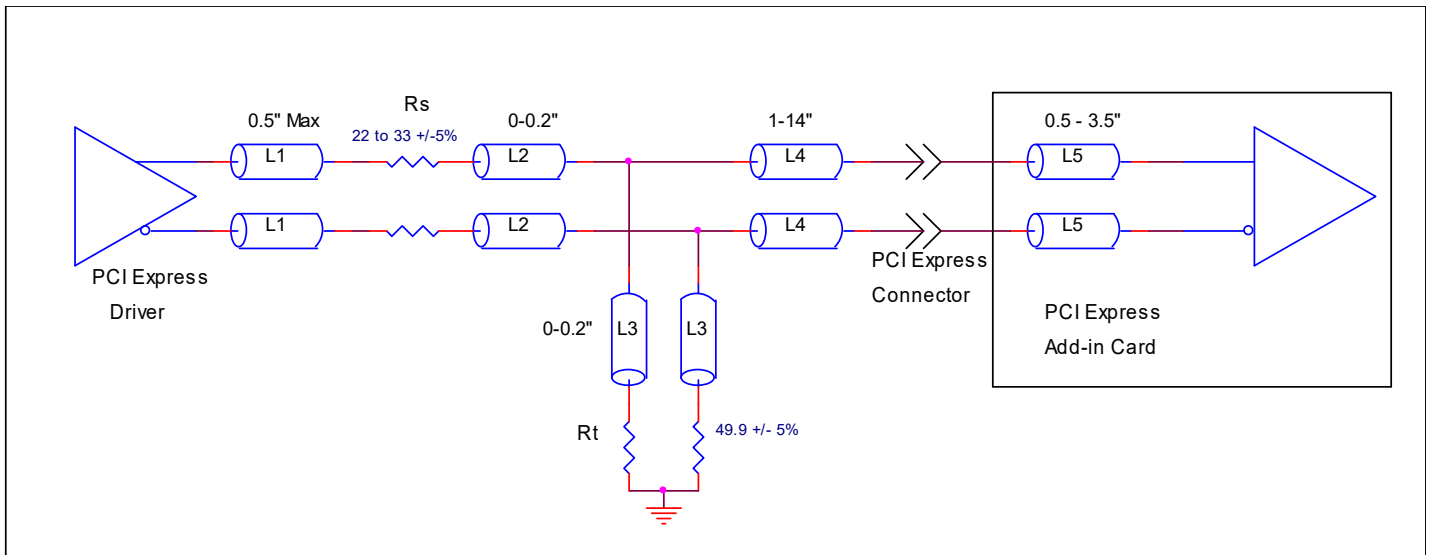 Rs
0.5" Max
22 to 33 +/-5%
0-0.2"
1-14"
0.5 - 3.5"
L1
L2
L4
L5
L1
L2
L4
L5
PCI Express
Driver
PCI Express
Connector
0-0.2"
L3
L3
PCI Express
Add-in Card
Rt
49.9 +/- 5%